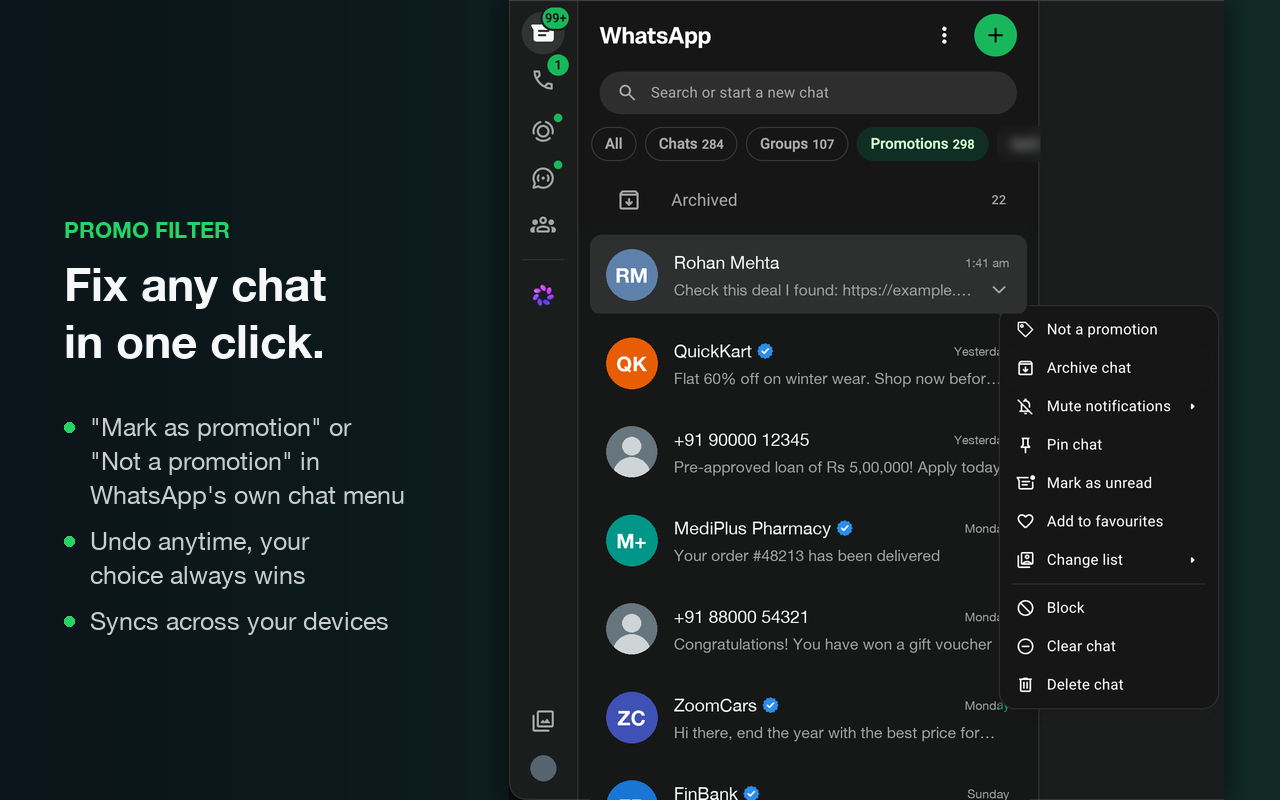 PROMO FILTER
Fix any chat
in one click.
"Mark as promotion" or
"Not a promotion" in
WhatsApp's own chat menu
Undo anytime, your
choice always wins
Syncs across your devices
99+
1
WhatsApp
Search or start a new chat
All
Chats 284
Groups 107
Promotions 298
Archived
22
RM
Rohan Mehta
1:41 am
Check this deal I found: https://example....
QK
QuickKart
Yesterda
Flat 60% off on winter wear. Shop now befor...
+91 90000 12345
Yesterda
Pre-approved loan of Rs 5,00,000! Apply today
M+
MediPlus Pharmacy
Monda
Your order #48213 has been delivered
+91 88000 54321
Monda
Congratulations! You have won a gift voucher
ZC
ZoomCars
Monday
Hi there, end the year with the best price for...
FinBank
Sunday
Not a promotion
Archive chat
Mute notifications
Pin chat
Mark as unread
Add to favourites
Change list
Block
Clear chat
Delete chat